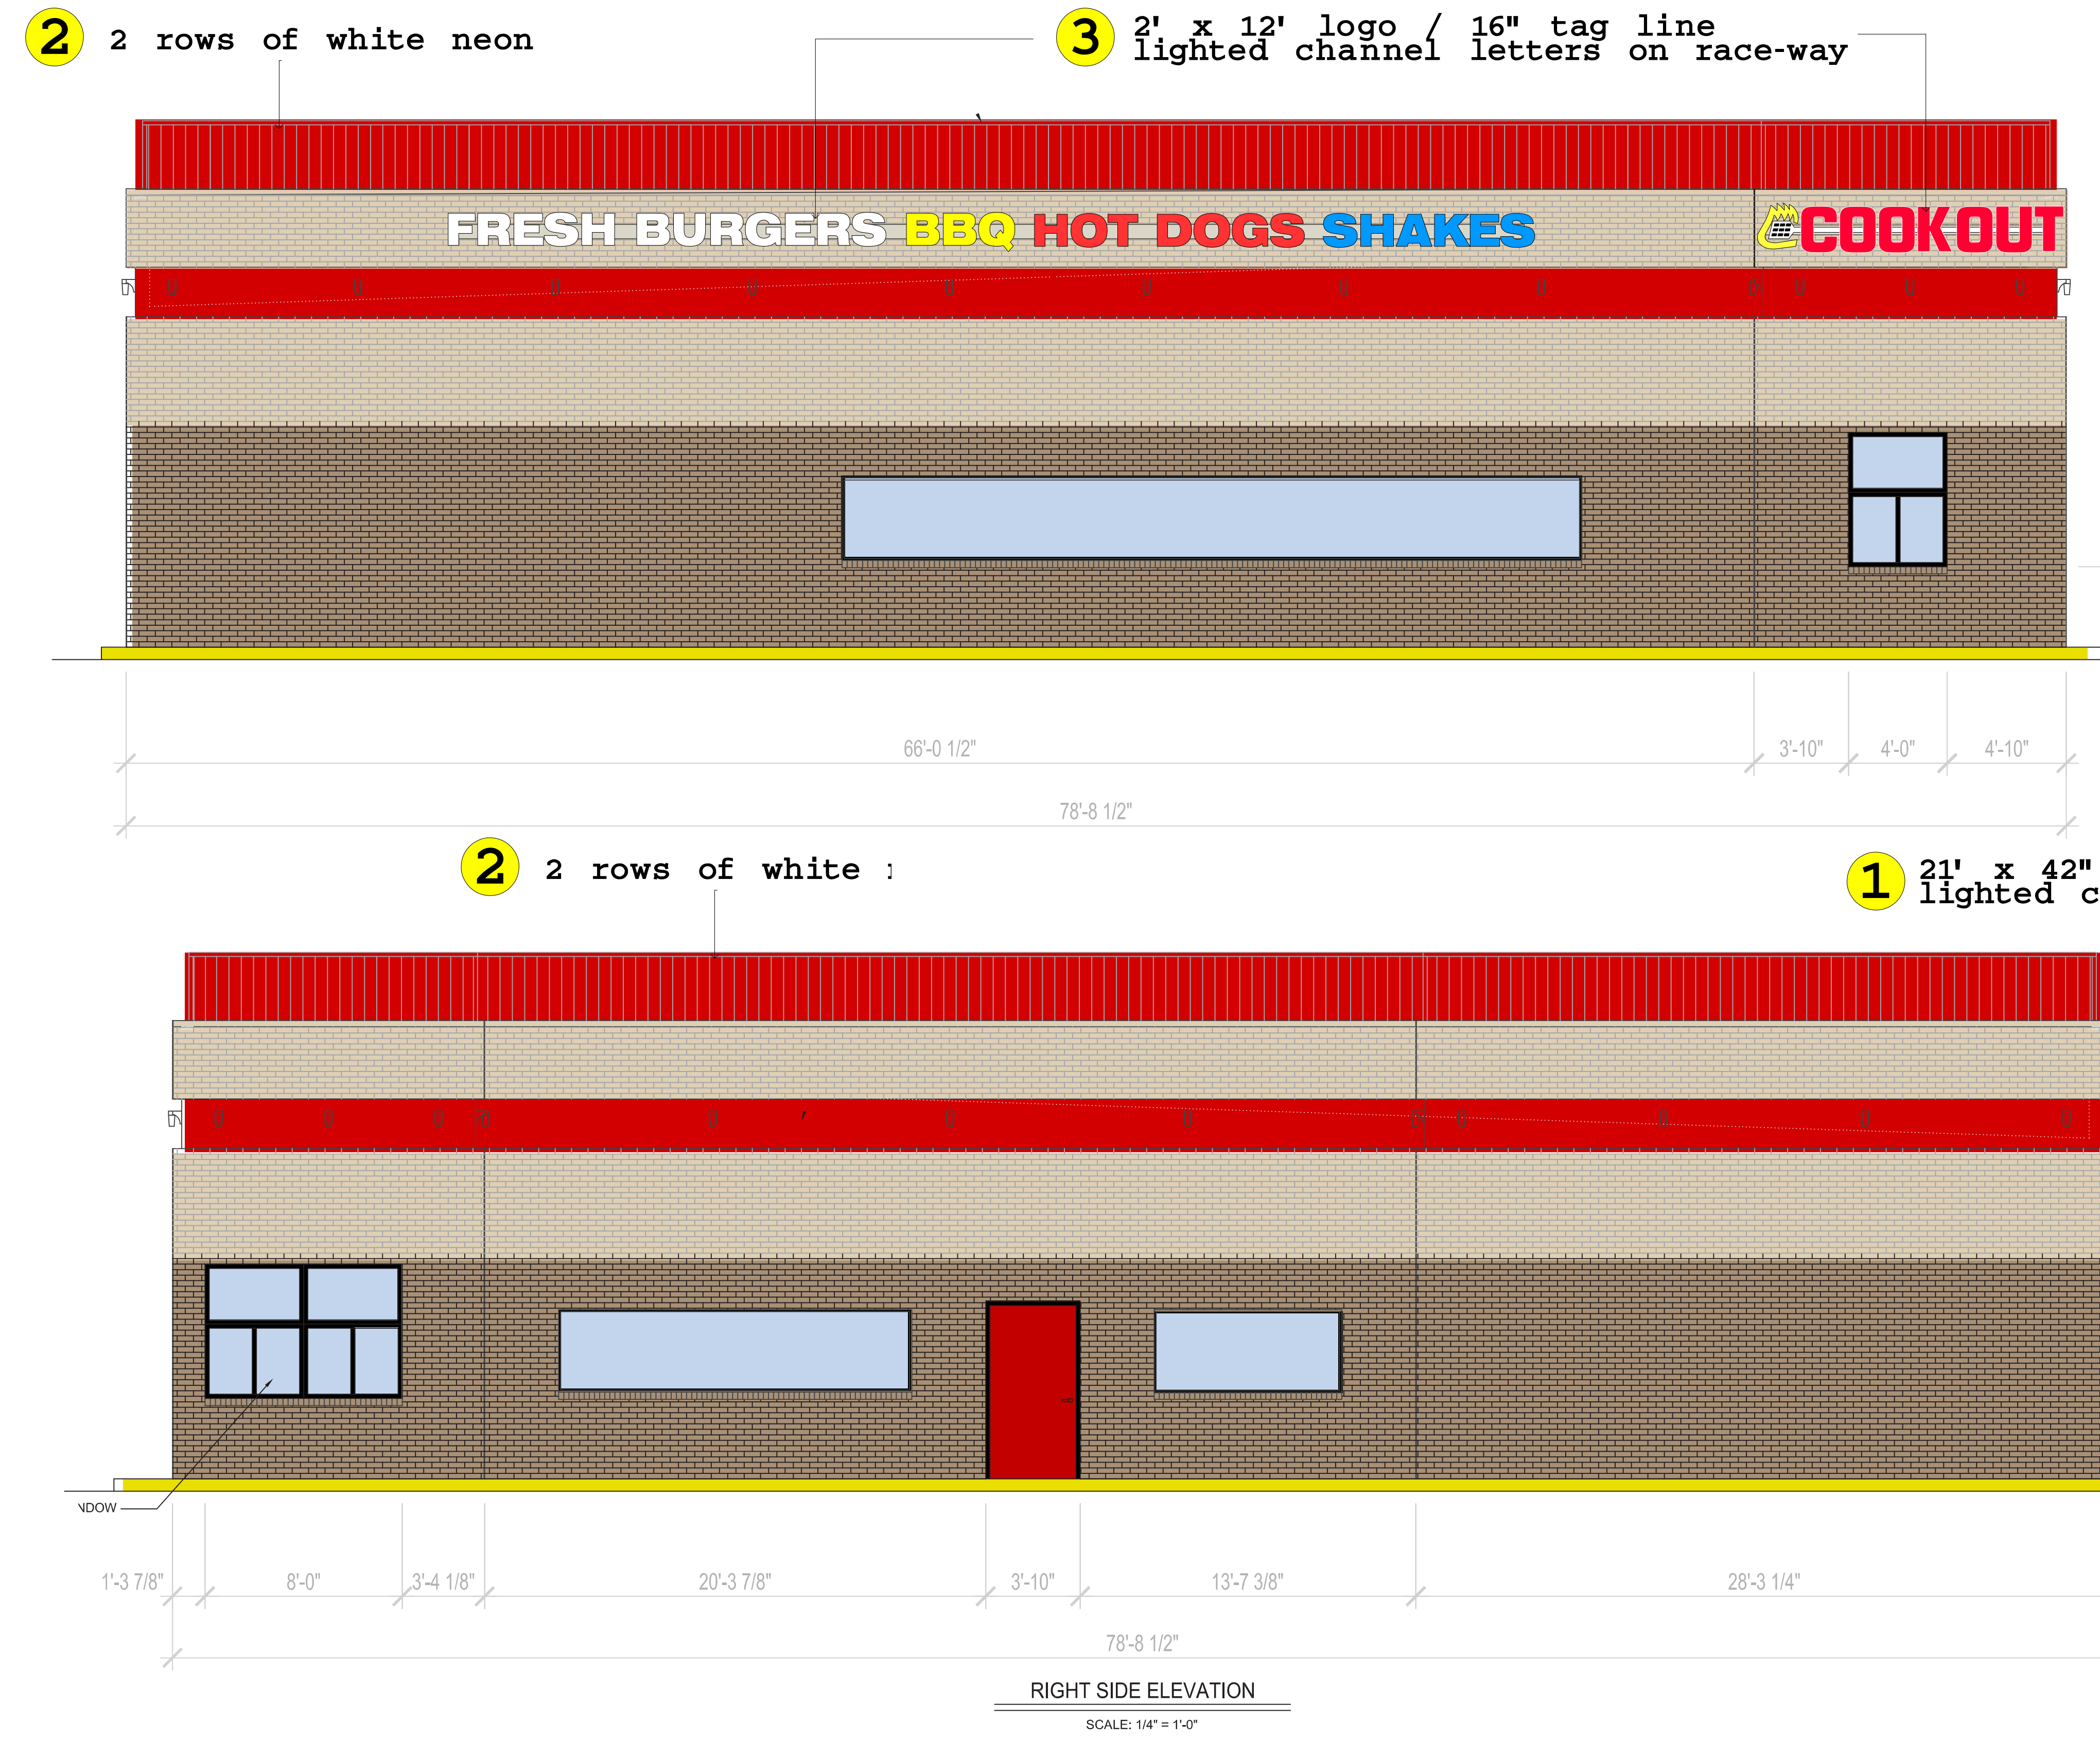 2 2 rows of white neon
3 2' x 12' logo / 16" tag line
lighted channel letters on race-way
FRESH BURGERS BBQ HOT DOGS SHAKES
COOKOUT
66'-0 1/2" 3'-10" 4'-0" 4'-10"
78'-8 1/2"
2 2 rows of white
1 21' x 42"
lighted c
NDOW
1'-3 7/8" 8'-0" 3'-4 1/8" 20'-3 7/8" 3'-10" 13'-7 3/8" 28'-3 1/4"
78'-8 1/2"
RIGHT SIDE ELEVATION
SCALE: 1/4" = 1'-0"